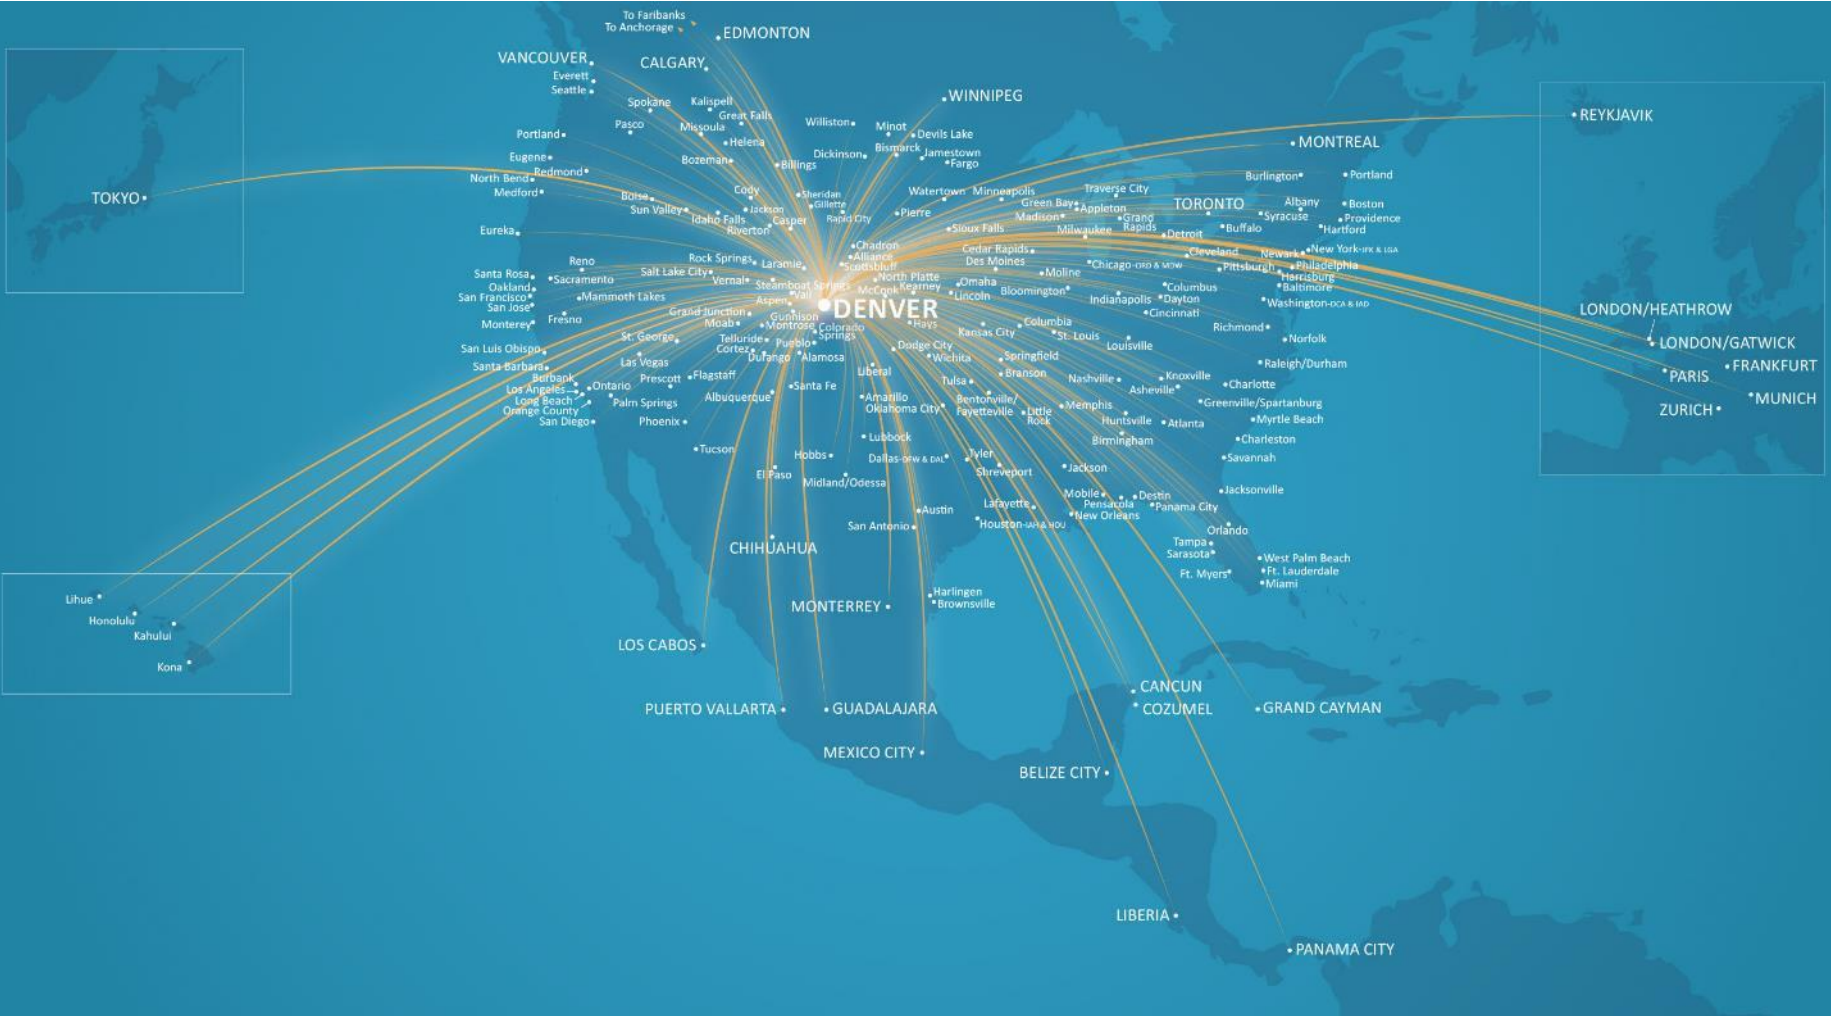 To Faribanks
To Anchorage
EDMONTON
VANCOUVER
CALGARY
Everett
Seattle
WINNIPEG
Spokane
Kalispell
Great Falls
REYKJAVIK
Pasco
Missoula
Williston
Minot
Devils Lake
Portland
Helena
MONTREAL
Bismarck
Jamestown
Dickinson
Eugene
Bozeman
Billings
Fargo
Redmond
North Bend
Burlington
Portland
Medford
TOKYO
Boise
Cody
Sheridan
Gillette
Watertown
Minneapolis
Traverse City
Sun Valley
Jackson
Green Bay
Appleton
TORONTO
Albany
Boston
Idaho Falls
Casper
Rapid City
Pierre
Madison
Grand
Rapids
Syracuse
Providence
Riverton
Eureka
Sioux Falls
Milwaukee
Detroit
Buffalo
Hartford
Chadron
Alliance
Scottsbluff
Cedar Rapids
Des Moines
Cleveland
Newark
New York-JFK & LGA
Reno
Rock Springs
Laramie
Chicago-ORD & MDW
Pittsburgh
Philadelphia
Santa Rosa
Sacramento
Salt Lake City
Vernal
North Platte
Moline
Harrisburg
Oakland
Steamboat Springs
Kearney
McCook
Omaha
Bloomington
Columbus
Baltimore
San Francisco
Mammoth Lakes
Vail
Aspen
Lincoln
Indianapolis
Dayton
Washington-DCA & IAD
San Jose
DENVER
Grand Junction
Gunnison
Cincinnati
LONDON/HEATHROW
Monterey
Fresno
Moab
Montrose
Colorado
Springs
Hays
Columbia
Kansas City
St. Louis
Richmond
St. George
Telluride
Pueblo
Louisville
Norfolk
LONDON/GATWICK
San Luis Obispo
Cortez
Durango
Alamosa
Dodge City
Wichita
Springfield
Las Vegas
Raleigh/Durham
FRANKFURT
Santa Barbara
Liberal
Branson
PARIS
Burbank
Prescott
Flagstaff
Tulsa
Nashville
Knoxville
Los Angeles
Ontario
Santa Fe
Asheville
Charlotte
Long Beach
Palm Springs
Albuquerque
Amarillo
Bentonville/
Fayetteville
Memphis
Greenville/Spartanburg
MUNICH
Orange County
Oklahoma City
Little
Rock
ZURICH
San Diego
Phoenix
Huntsville
Atlanta
Myrtle Beach
Lubbock
Birmingham
Charleston
Tucson
Hobbs
Dallas-DFW & DAL
Tyler
Savannah
El Paso
Shreveport
Jackson
Midland/Odessa
Jacksonville
Mobile
Destin
Lafayette
Pensacola
Panama City
Austin
New Orleans
San Antonio
Houston-IAH & HOU
Orlando
Tampa
CHIHUAHUA
Sarasota
West Palm Beach
Ft. Myers
Ft. Lauderdale
Miami
Harlingen
Brownsville
Lihue
MONTERREY
Honolulu
Kahului
LOS CABOS
Kona
CANCUN
PUERTO VALLARTA
GUADALAJARA
COZUMEL
GRAND CAYMAN
MEXICO CITY
BELIZE CITY
LIBERIA
PANAMA CITY